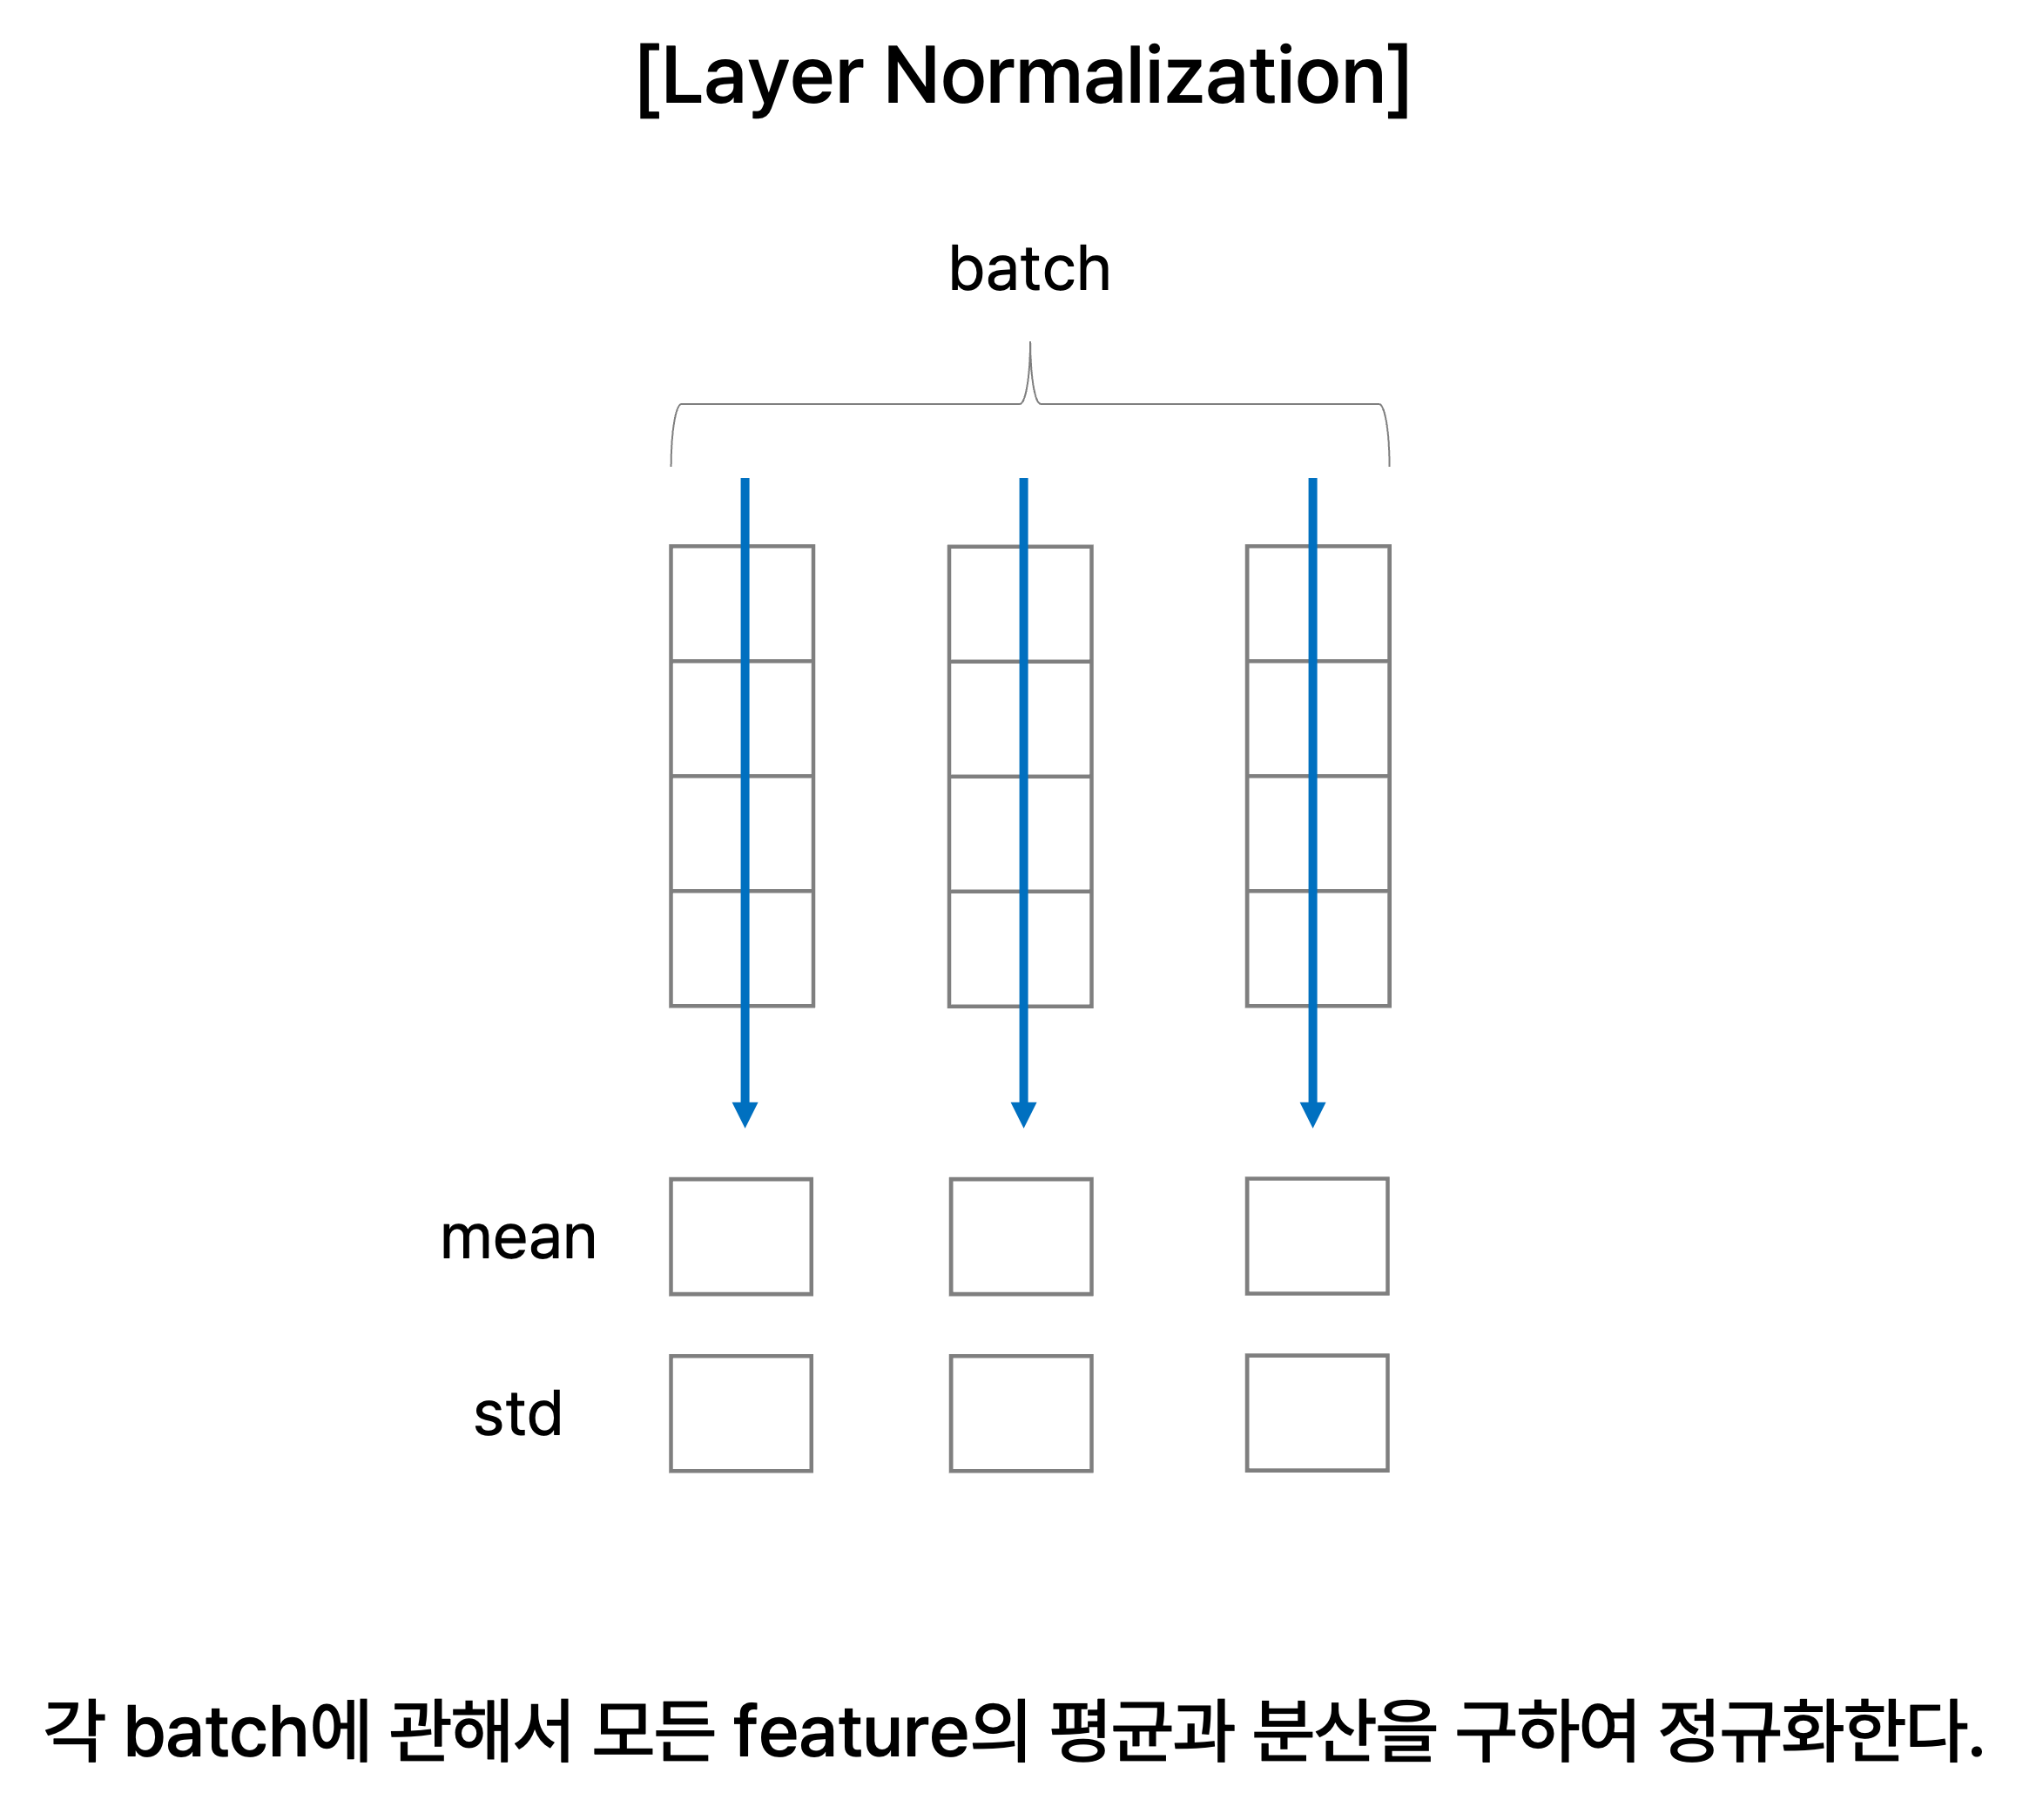 [Layer Normalization]
batch
mean
std
각 batch에 관해서 모든 feature의 평균과 분산을 구하여 정규화한다.